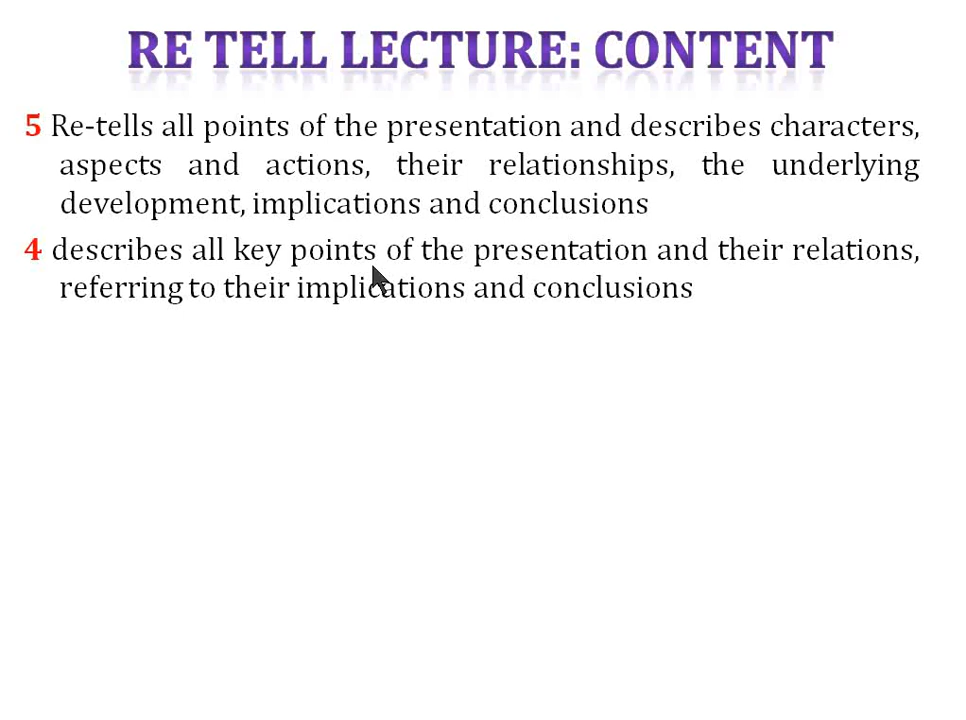 RE TELL LECTURE: CONTENT
5 Re-tells all points of the presentation and describes characters,
aspects and actions, their relationships, the underlying
development, implications and conclusions
4 describes all key points of the presentation and their relations,
referring to their implications and conclusions